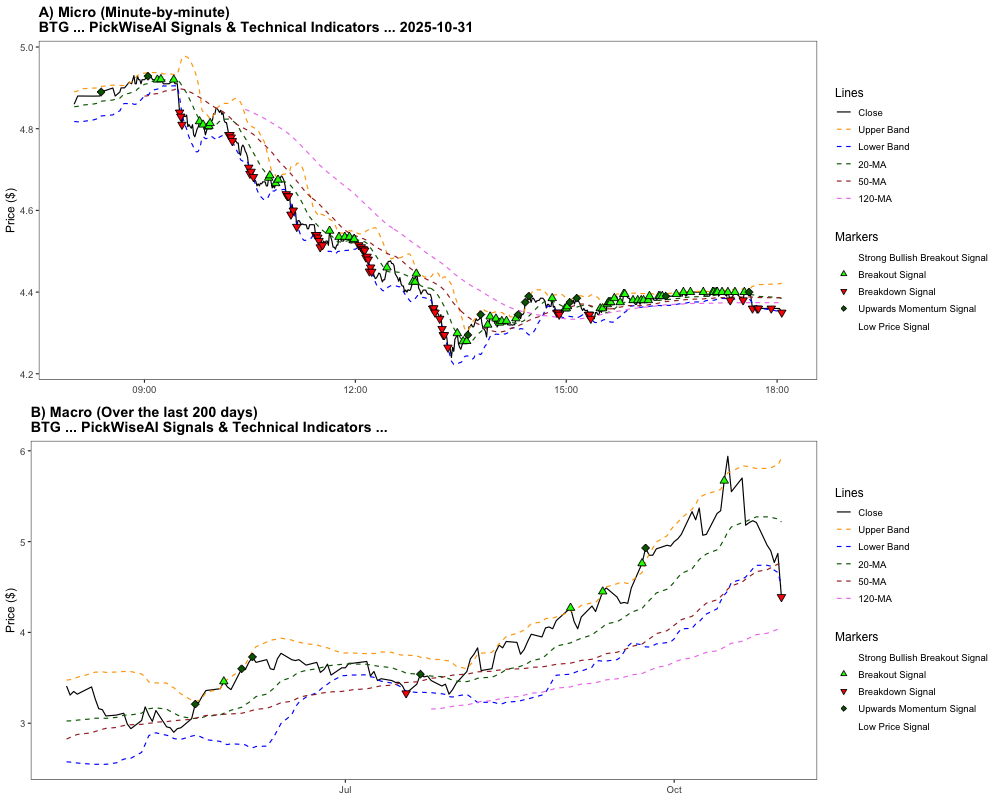 A) Micro (Minute-by-minute)
BTG ... PickWiseAI Signals & Technical Indicators ... 2025-10-31
5.0
4.8
4.6
4.4
4.2
Price ($)
09:00
12:00
15:00
18:00
Lines
Close
Upper Band
Lower Band
20-MA
50-MA
120-MA
Markers
Strong Bullish Breakout Signal
Breakout Signal
Breakdown Signal
Upwards Momentum Signal
Low Price Signal
B) Macro (Over the last 200 days)
BTG ... PickWiseAI Signals & Technical Indicators ...
6
5
4
3
Price ($)
Jul
Oct
Lines
Close
Upper Band
Lower Band
20-MA
50-MA
120-MA
Markers
Strong Bullish Breakout Signal
Breakout Signal
Breakdown Signal
Upwards Momentum Signal
Low Price Signal